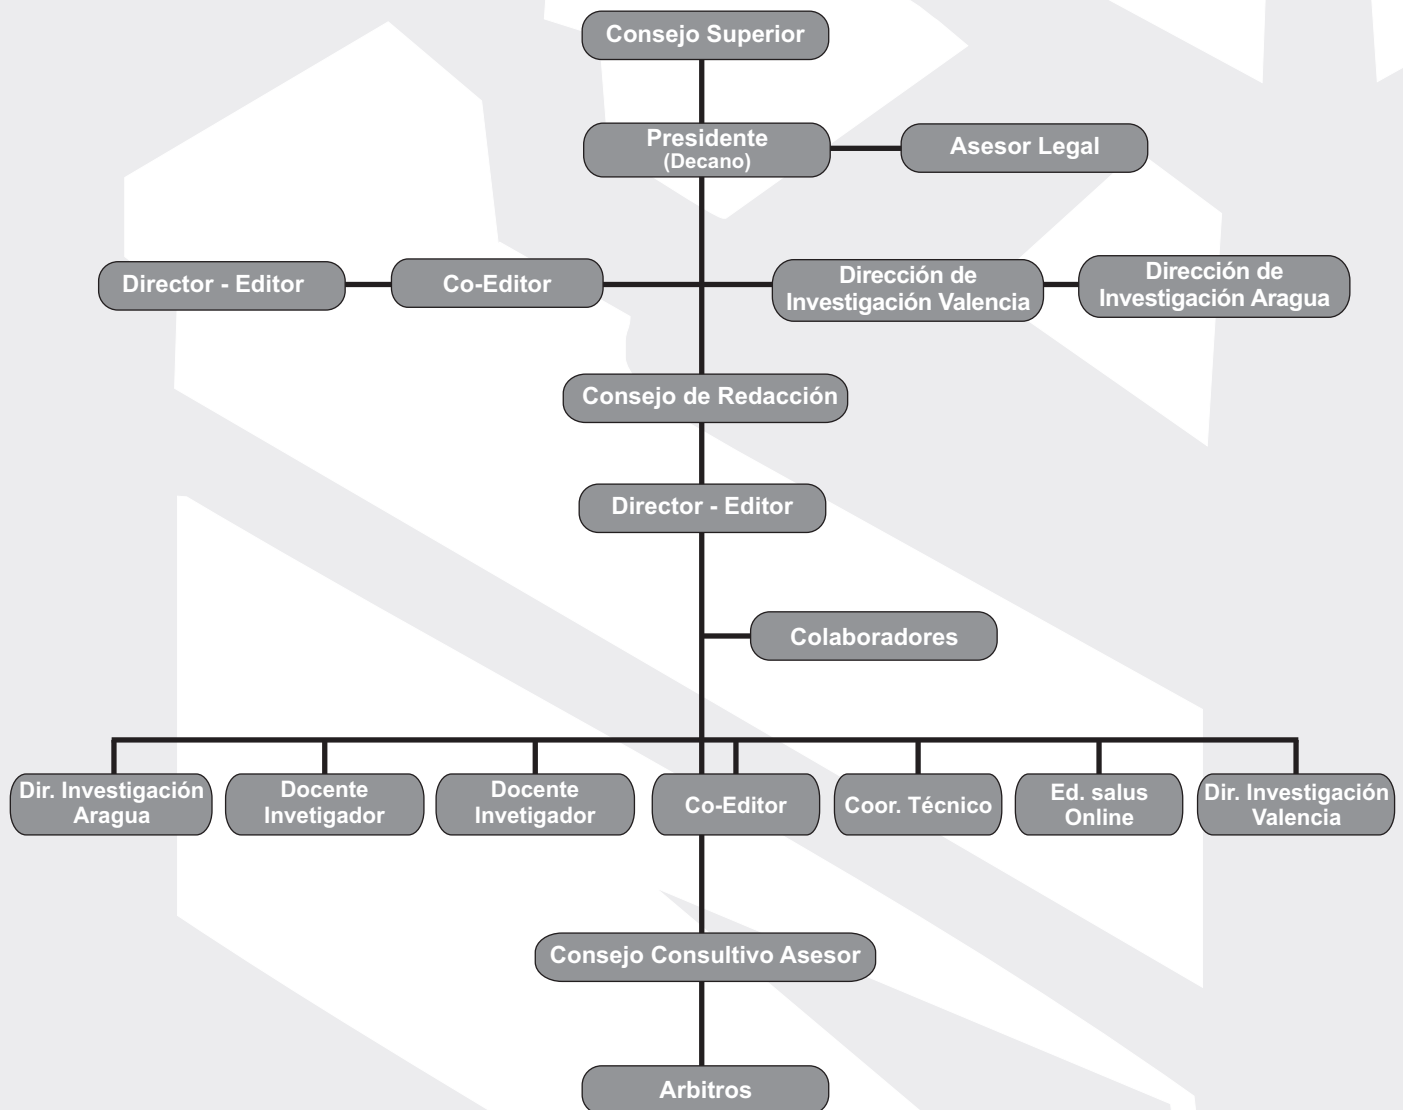 Consejo Superior
Presidente
(Decano)
Asesor Legal
Director - Editor
Co-Editor
Dirección de
Investigación Valencia
Dirección de
Investigación Aragua
Consejo de Redacción
Director - Editor
Colaboradores
Dir. Investigación
Aragua
Docente
Invetigador
Docente
Invetigador
Co-Editor
Coor. Técnico
Ed. salus
Online
Dir. Investigación
Valencia
Consejo Consultivo Asesor
Arbitros